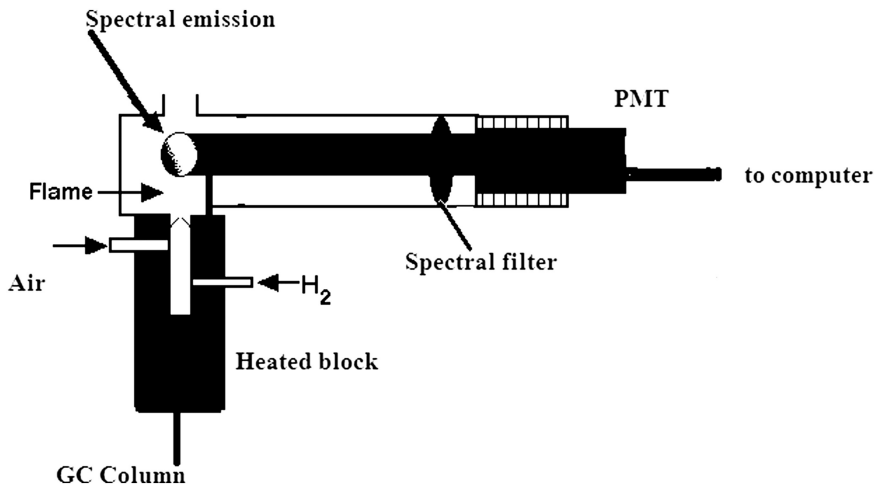 Spectral emission
PMT
to computer
Flame
Spectral filter
Air
H2
Heated block
GC Column